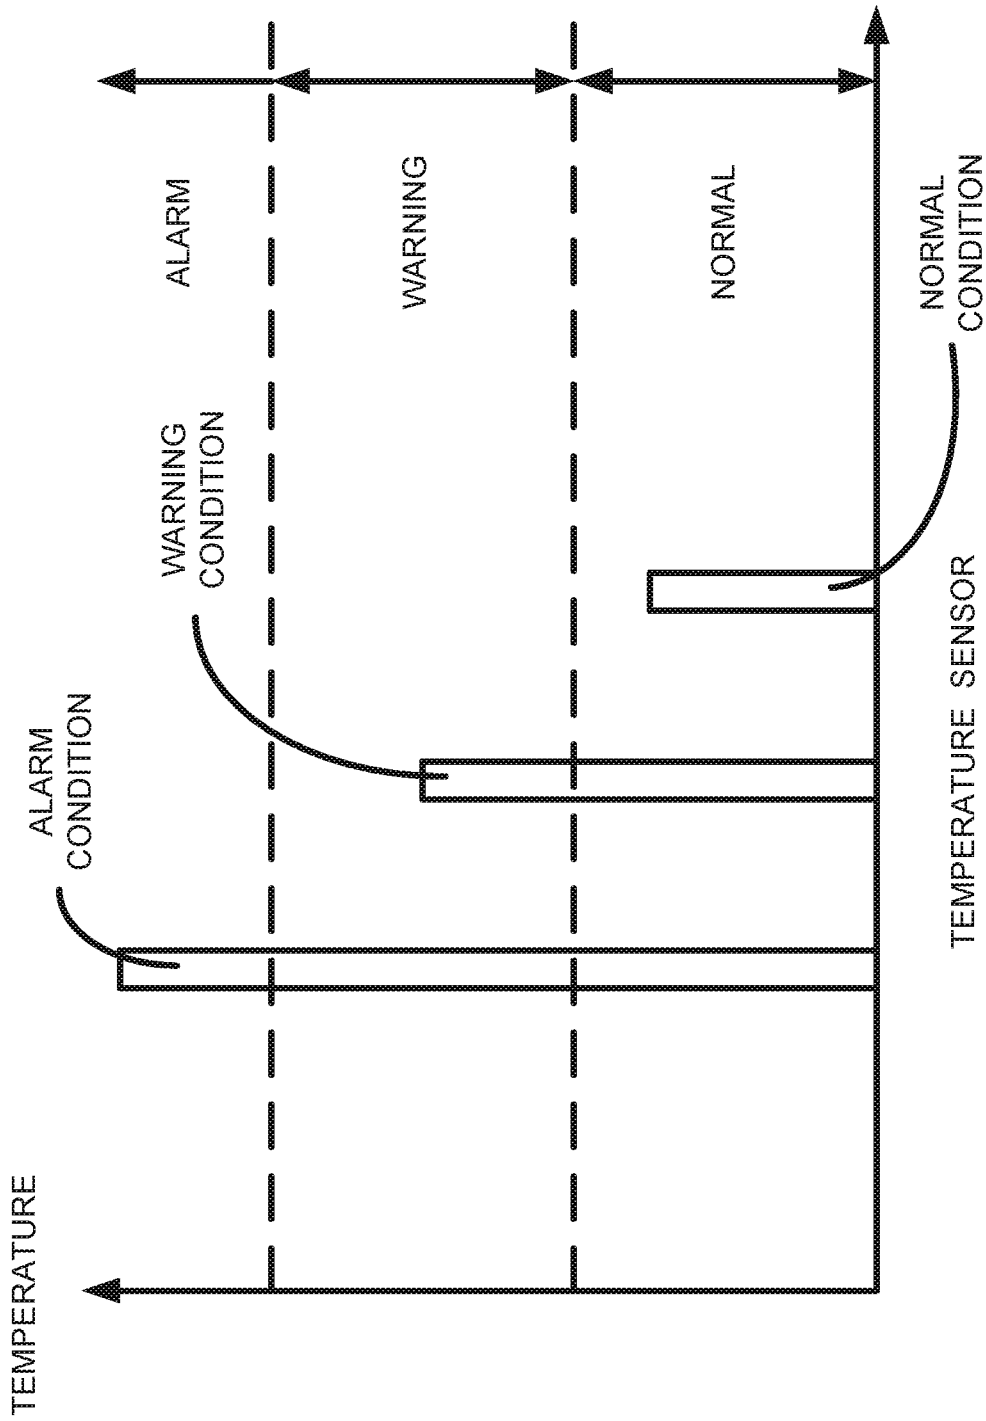 TEMPERATURE
ALARM
CONDITION
WARNING
CONDITION
ALARM
WARNING
NORMAL
NORMAL
CONDITION
TEMPERATURE SENSOR